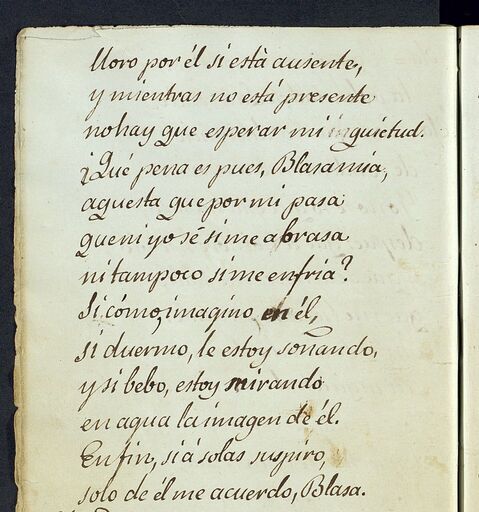 lloro por él si está ausente,
y mientras no está presente
no hay que esperar mi inquietud.
¿Qué pena es pues, Blasa mia,
aquesta que por mi pasa
que ni yo sé si me abrasa
ni tampoco si me enfria?
Si cómo, imagino en él,
si duermo, le estoy soñando,
y si bebo, estoy mirando
en agua la imagen de él.
En fin, si á solas suspiro,
solo de él me acuerdo, Blasa.